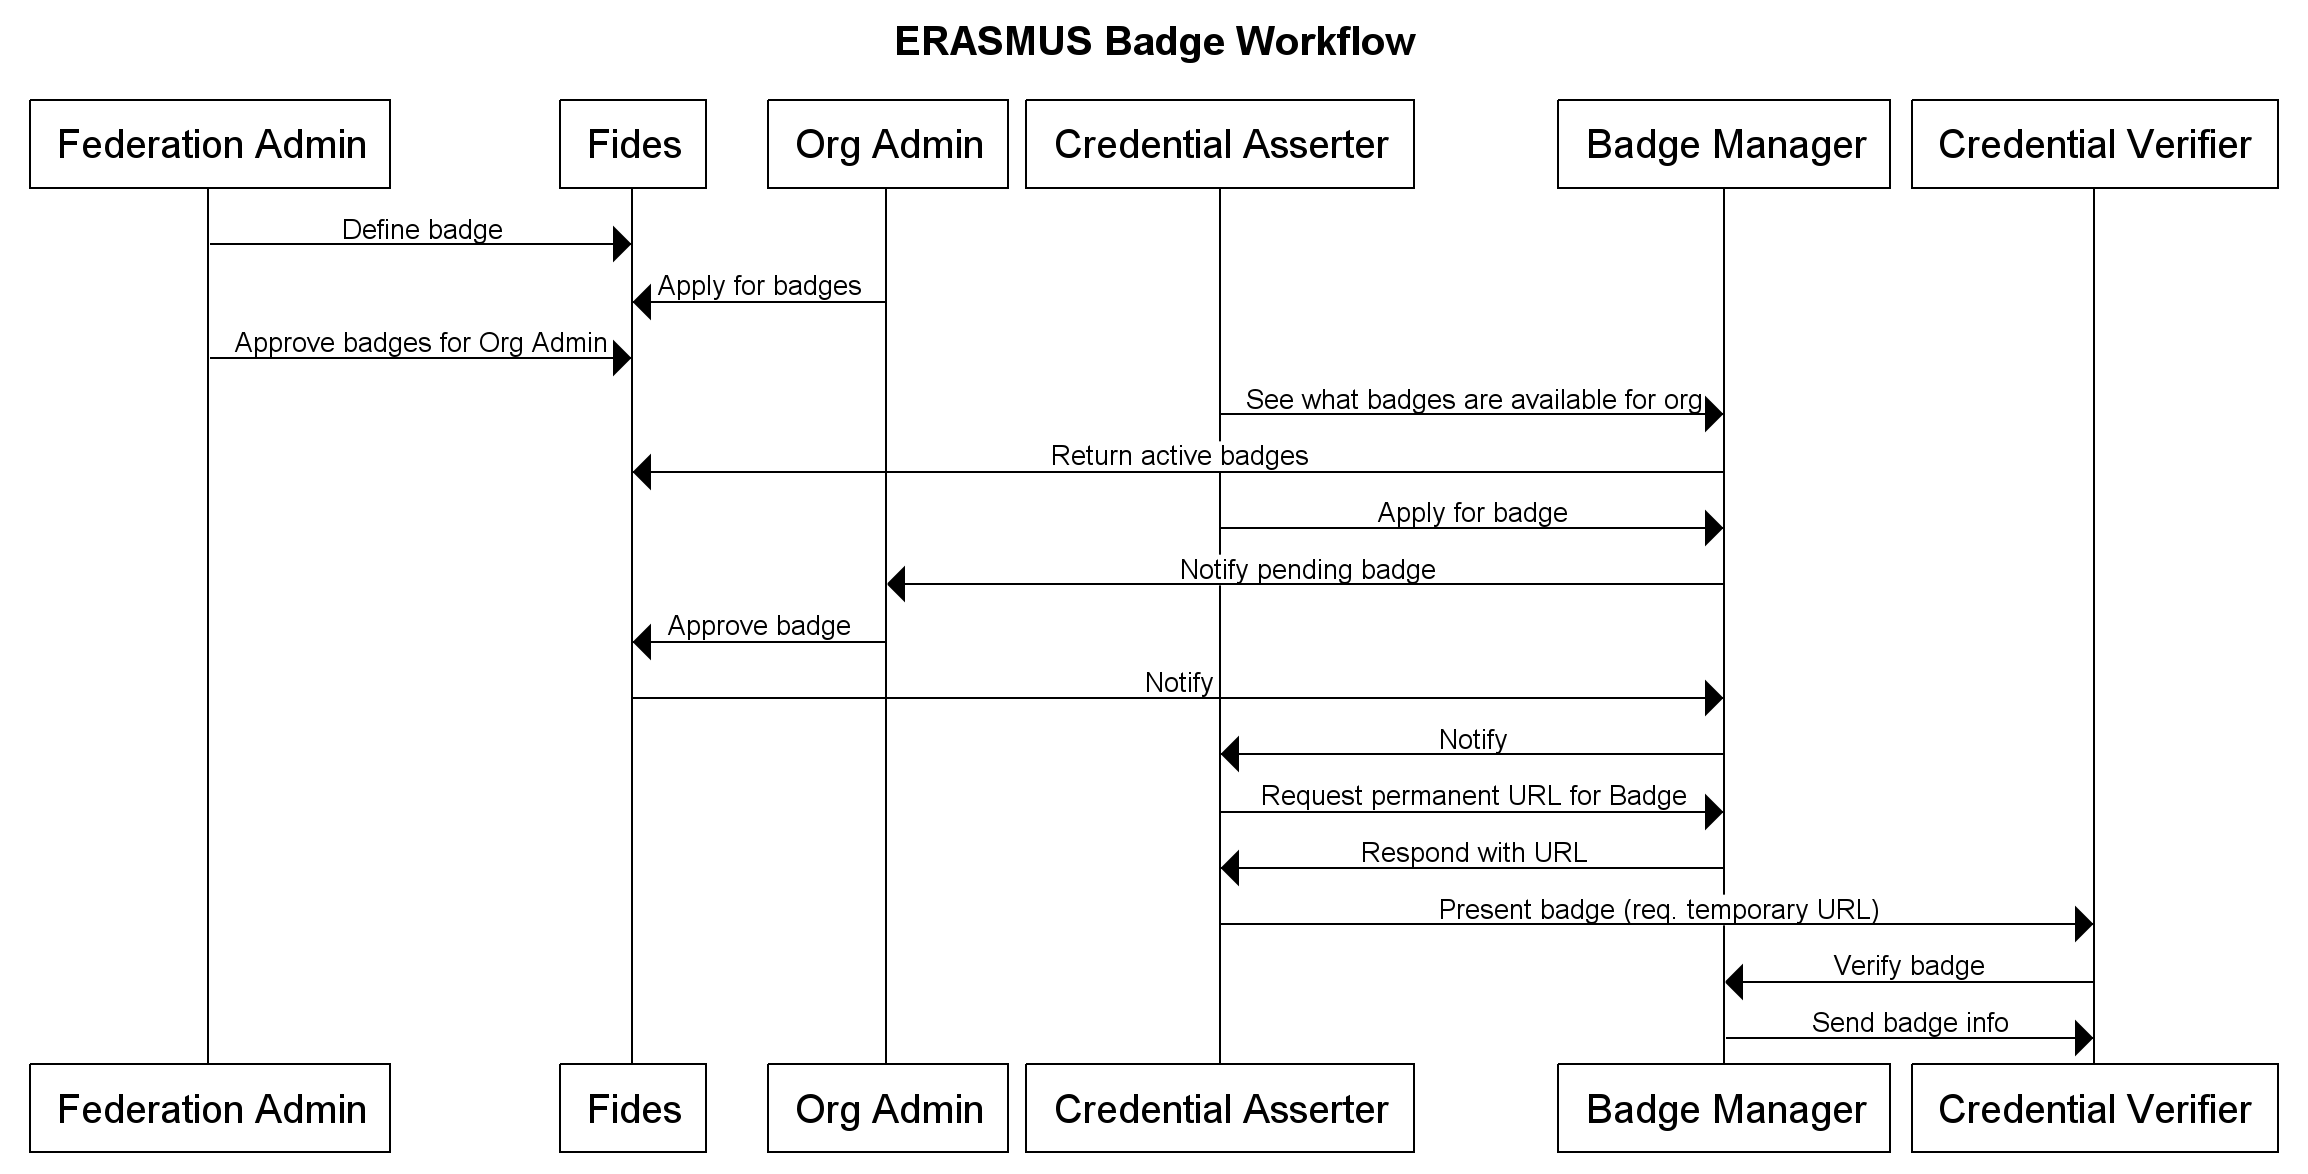 ERASMUS Badge Workflow
Federation Admin
Fides
Org Admin
Credential Asserter
Badge Manager
Credential Verifier
Define badge
Apply for badges
Approve badges for Org Admin
See what badges are available for org
Return active badges
Apply for badge
Notify pending badge
Approve badge
Notify
Notify
Request permanent URL for Badge
Respond with URL
Present badge (req. temporary URL)
Verify badge
Send badge info
Federation Admin
Fides
Org Admin
Credential Asserter
Badge Manager
Credential Verifier